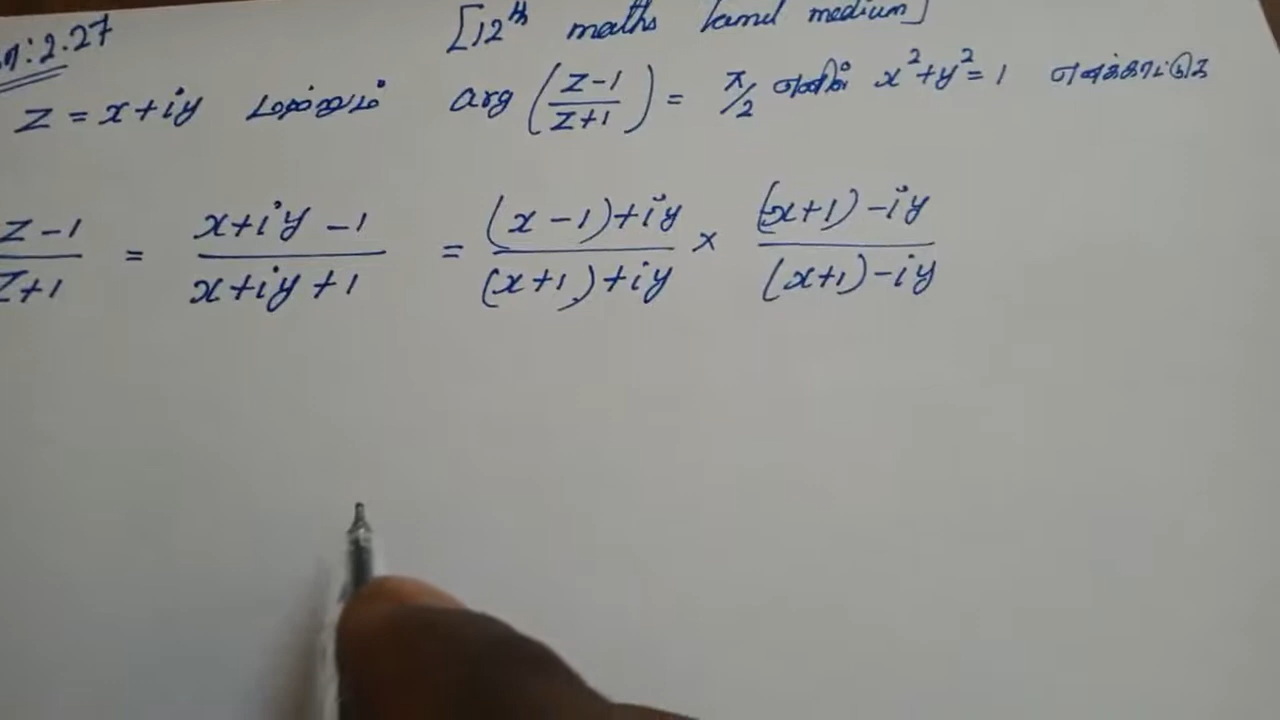 [12th maths tamil medium]
2.27
z = x+iy மற்றும் arg (z-1/z+1) = π/2 எனில் x²+y² = 1 எனக்காட்டுக
z-1/z+1 = x+iy-1/x+iy+1 = (x-1)+iy/(x+1)+iy × (x+1)-iy/(x+1)-iy